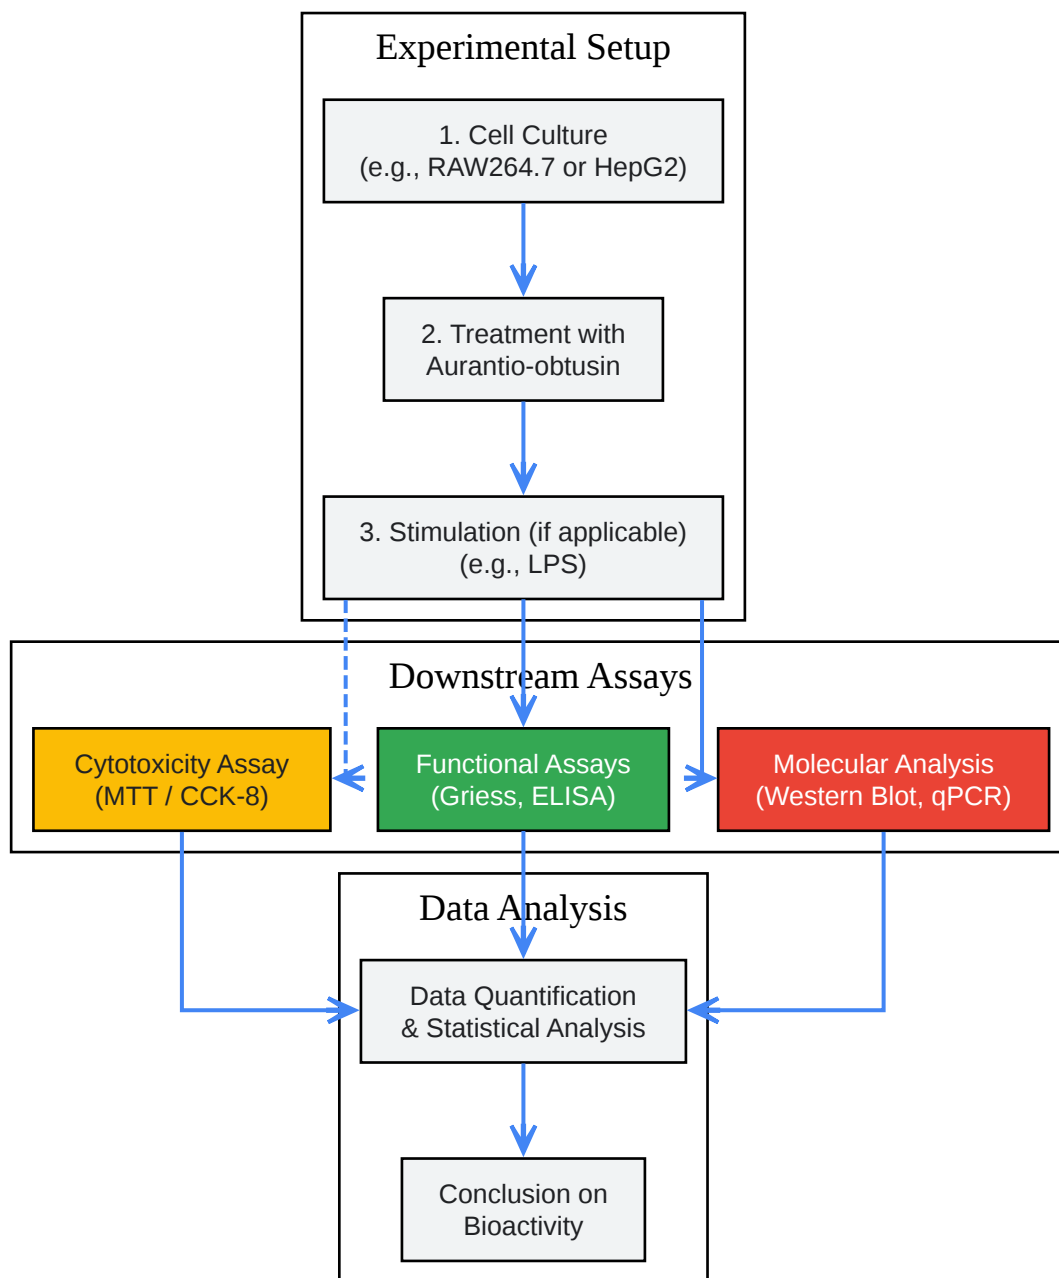 Experimental Setup
1. Cell Culture
(e.g., RAW264.7 or HepG2)
2. Treatment with
Aurantio-obtusin
3. Stimulation (if applicable)
(e.g., LPS)
Downstream Assays
Cytotoxicity Assay
(MTT / CCK-8)
Functional Assays
(Griess, ELISA)
Molecular Analysis
(Western Blot, qPCR)
Data Analysis
Data Quantification
& Statistical Analysis
Conclusion on
Bioactivity